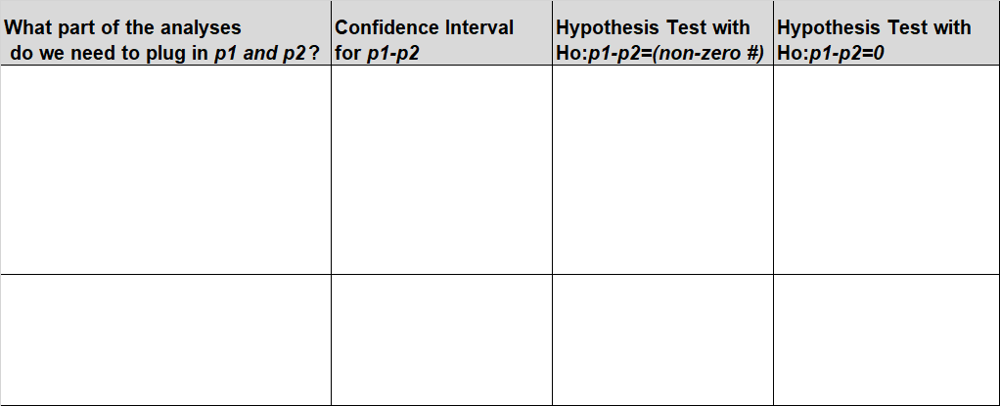 What part of the analyses
do we need to plug in p1 and p2?
Confidence Interval
for p1-p2
Hypothesis Test with
Ho:p1-p2=(non-zero #)
Hypothesis Test with
Ho:p1-p2=0